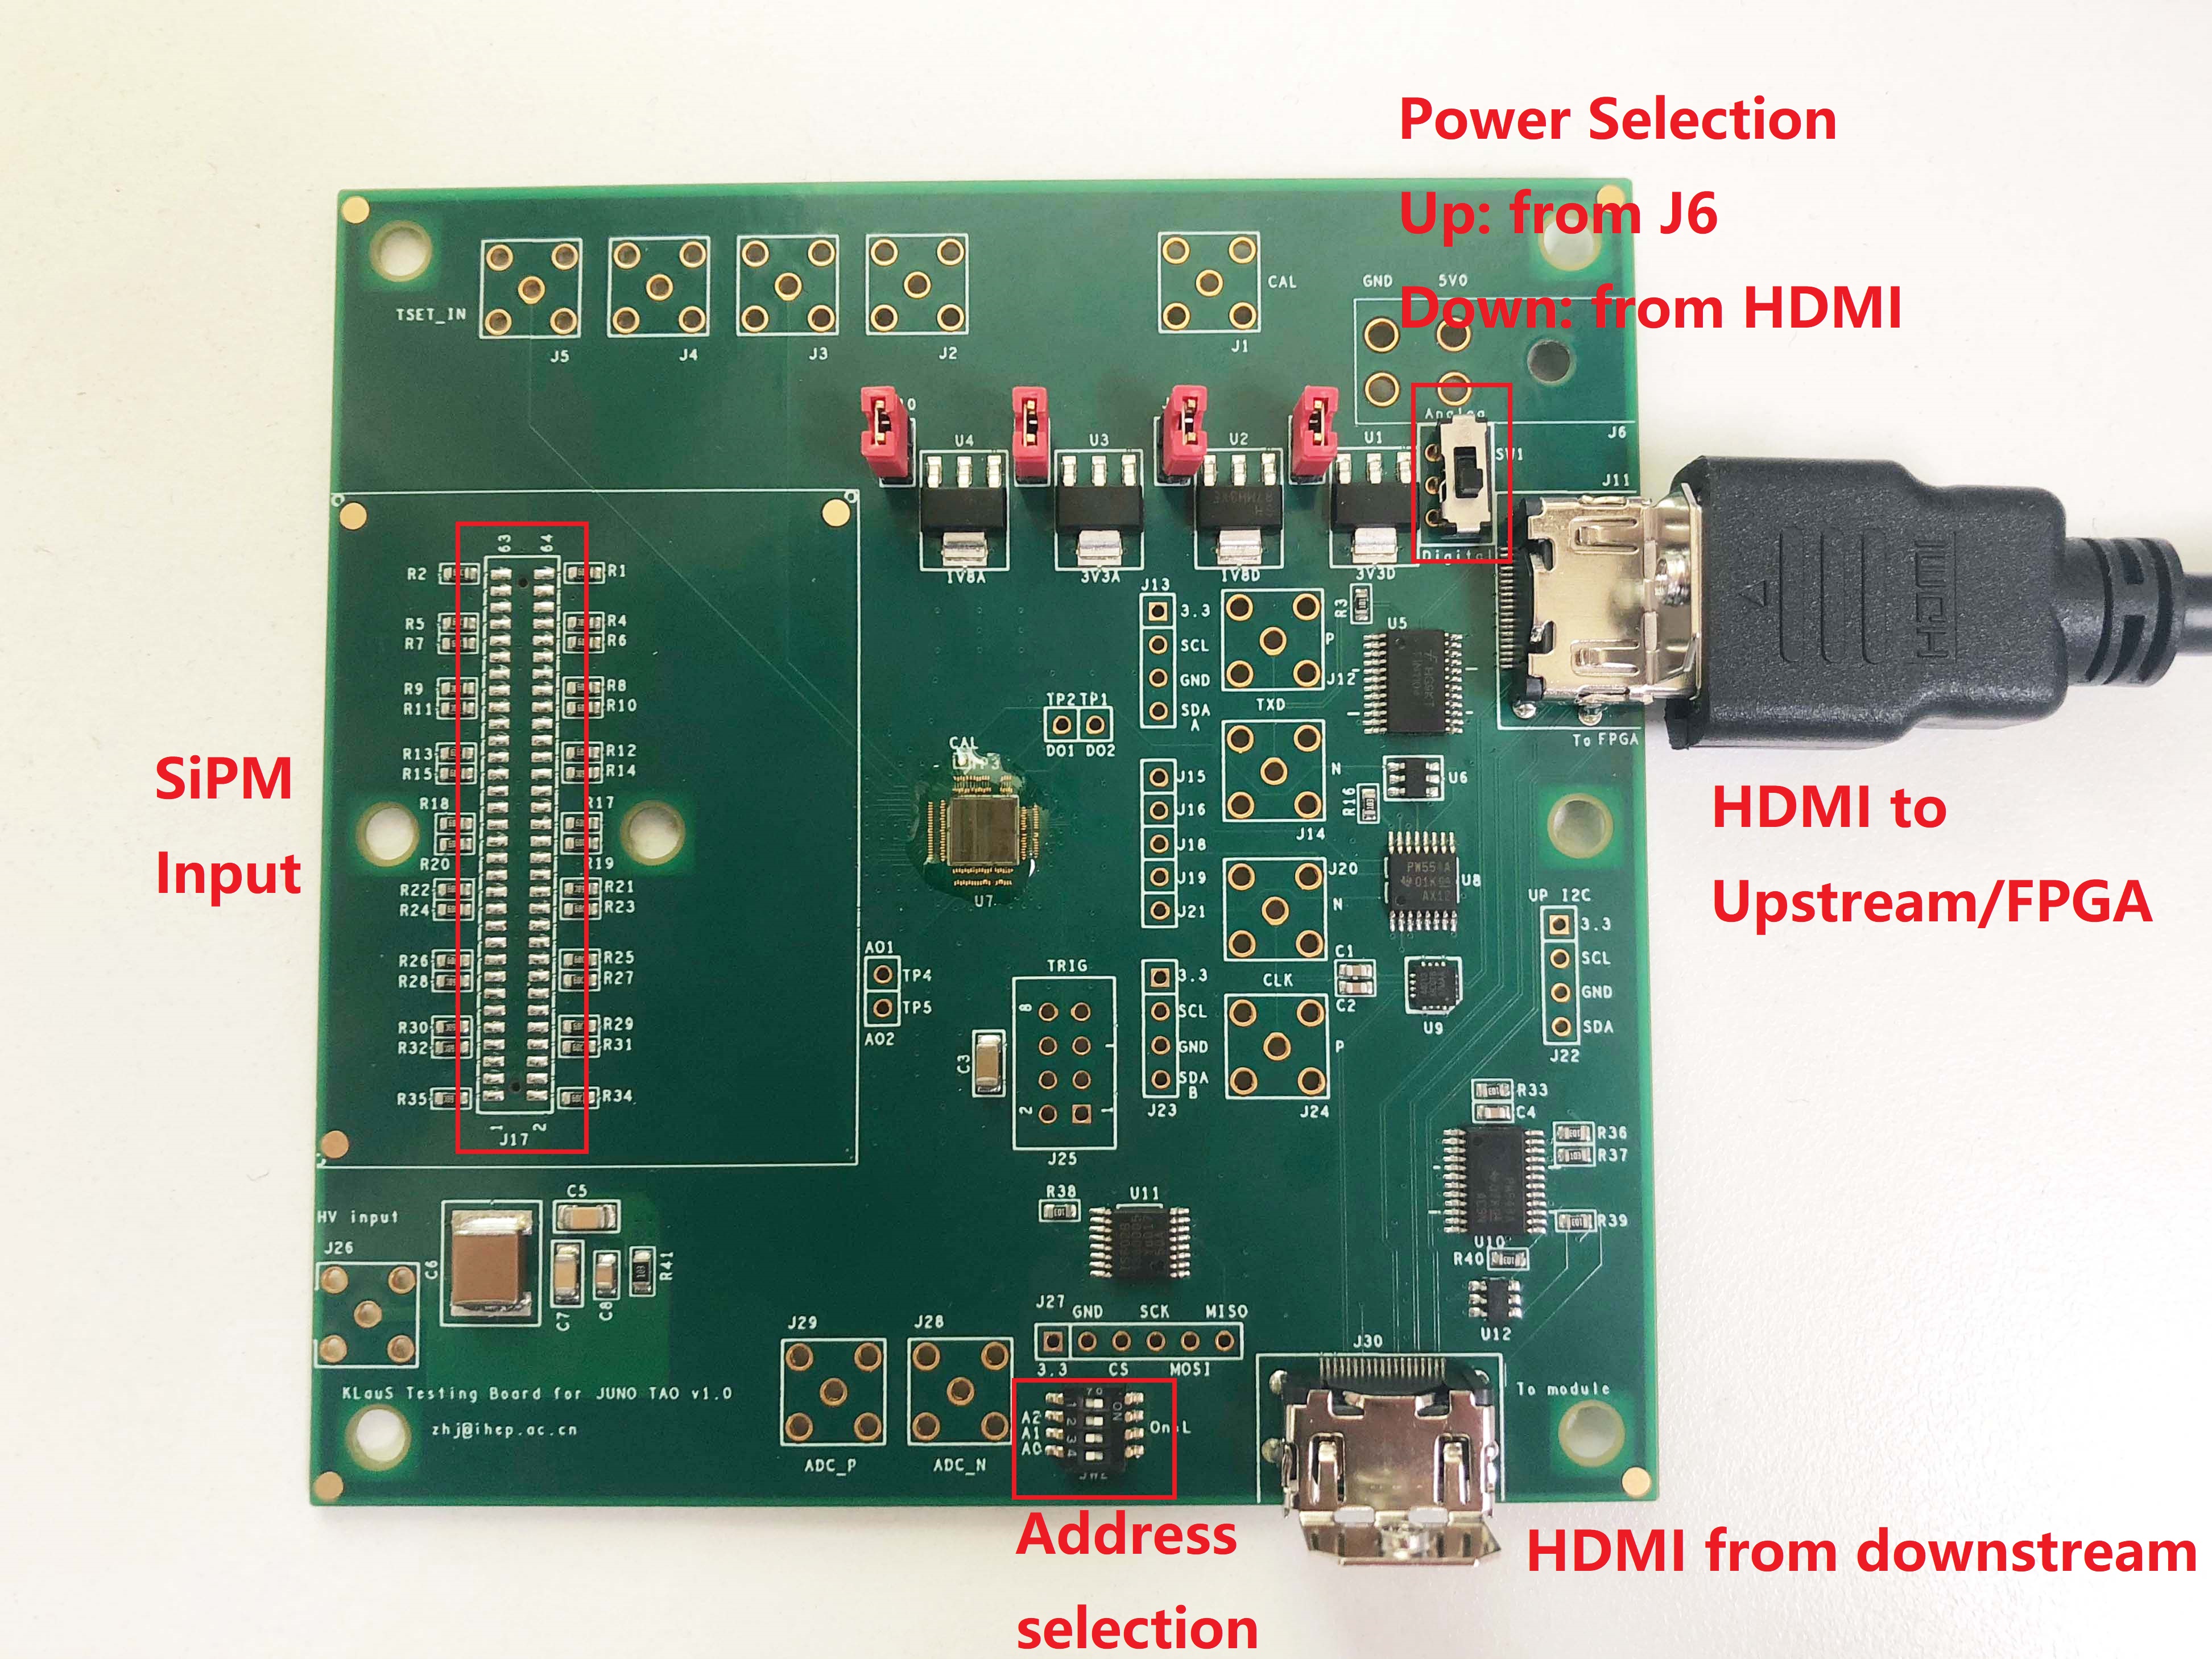 Power Selection
Up: from J6
Down: from HDMI
TSET_IN
J5
J4
J3
J2
CAL
J1
GND
5V0
Analog
J6
SW1
Digital
J11
U4
U3
U2
U1
1V8A
3V3A
1V8D
3V3D
63
64
R2
R1
R5
R4
R7
R6
R9
R8
R11
R10
R13
R12
R15
R14
R18
R17
R20
R19
R22
R21
R24
R23
R26
R25
R28
R27
R30
R29
R32
R31
R35
R34
1
2
J17
SiPM
Input
J13
3.3
SCL
GND
SDA
A
TP2 TP1
DO1 DO2
CAL
TP3
U7
J15
J16
J18
J19
J21
R3
U5
P
J12
TXD
N
J14
R16
U6
To FPGA
HDMI to
Upstream/FPGA
J20
N
U8
CLK
P
J24
C1
C2
U9
UP I2C
3.3
SCL
GND
SDA
J22
AO1
TP4
TP5
AO2
TRIG
8
2
1
J25
C3
3.3
SCL
GND
SDA
B
J23
R33
C4
R36
R37
R39
U10
R40
U12
R38
U11
HV input
J26
C6
C5
C7
C8
R41
KLauS Testing Board for JUNO TAO v1.0
zhj@ihep.ac.cn
J29
J28
ADC_P
ADC_N
J27
GND
SCK
MISO
3.3
CS
MOSI
A2
A1
A0
ON
1 2 3 4
J30
To module
Address
selection
HDMI from downstream